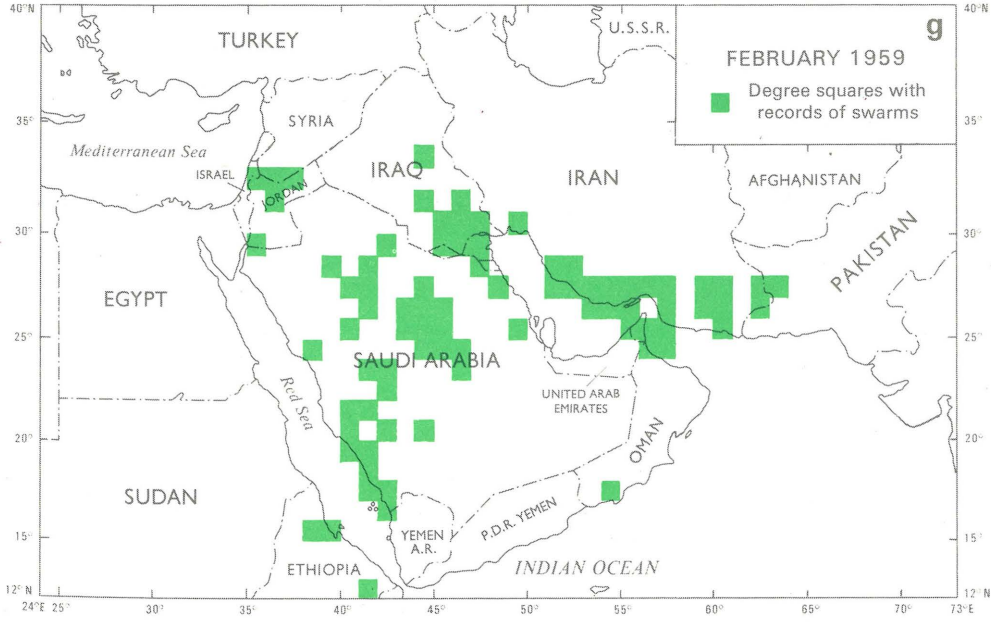 40°N
40°N
g
U.S.S.R.
TURKEY
FEBRUARY 1959
Degree squares with
records of swarms
35°
35°
SYRIA
Mediterranean Sea
ISRAEL
JORDAN
IRAQ
IRAN
AFGHANISTAN
30°
30°
PAKISTAN
EGYPT
25°
25°
SAUDI ARABIA
Red Sea
UNITED ARAB
EMIRATES
OMAN
20°
20°
SUDAN
P.D.R. YEMEN
YEMEN
A.R.
15°
15°
ETHIOPIA
INDIAN OCEAN
12°N
12°N
24°E 25° 30° 35° 40° 45° 50° 55° 60° 65° 70° 73°E